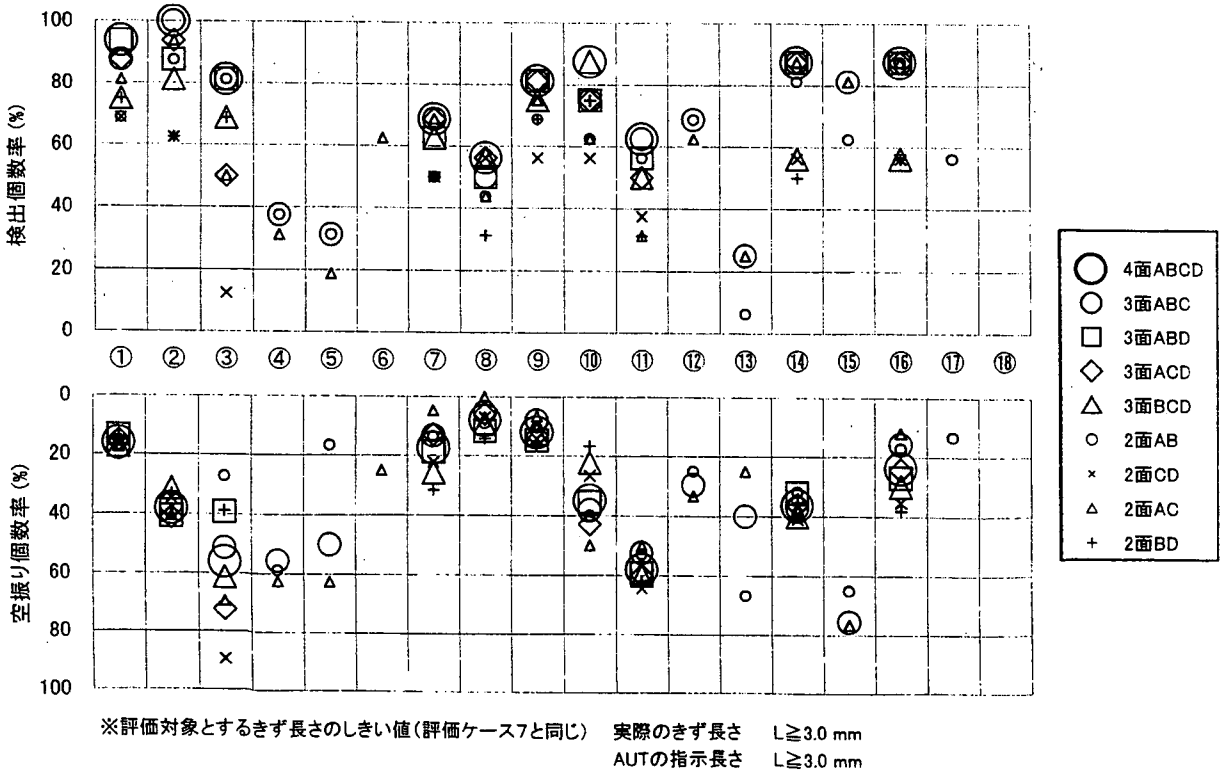 100
80
60
40
20
0
検出個数率 (%)
① ② ③ ④ ⑤ ⑥ ⑦ ⑧ ⑨ ⑩ ⑪ ⑫ ⑬ ⑭ ⑮ ⑯ ⑰ ⑱
0
20
40
60
80
100
空振り個数率 (%)
4面ABCD
3面ABC
3面ABD
3面ACD
3面BCD
2面AB
2面CD
2面AC
2面BD
※評価対象とするきず長さのしきい値(評価ケース7と同じ) 実際のきず長さ L≧3.0 mm
AUTの指示長さ L≧3.0 mm